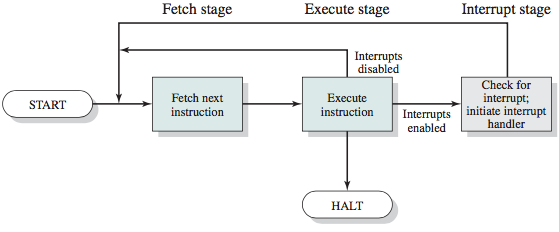 Fetch stage
Execute stage
Interrupt stage
Interrupts
disabled
START
Fetch next
instruction
Execute
instruction
Interrupts
enabled
Check for
interrupt;
initiate interrupt
handler
HALT